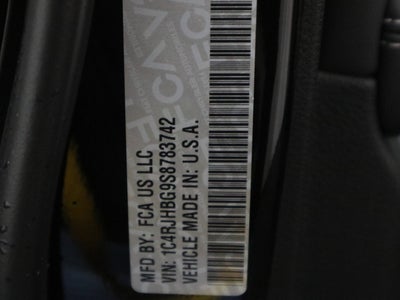 MFD BY: FCA US LLC
VIN: 1C4RJHBG9S8783742
VEHICLE MADE IN: U.S.A.